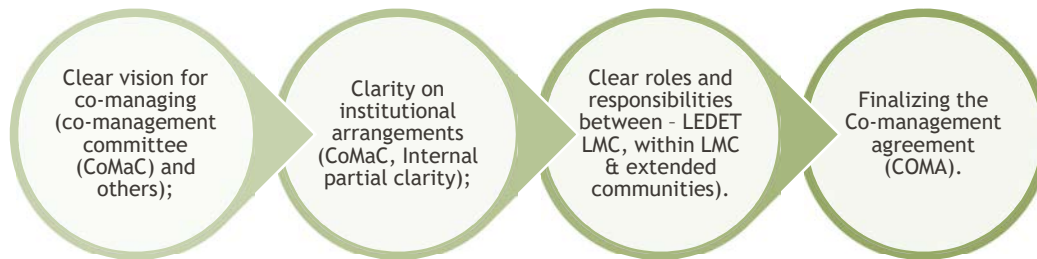 Clear vision for
co-managing
(co-management
committee
(CoMaC) and
others);
Clarity on
institutional
arrangements
(CoMaC, Internal
partial clarity);
Clear roles and
responsibilities
between – LEDET
LMC, within LMC
& extended
communities).
Finalizing the
Co-management
agreement
(COMA).